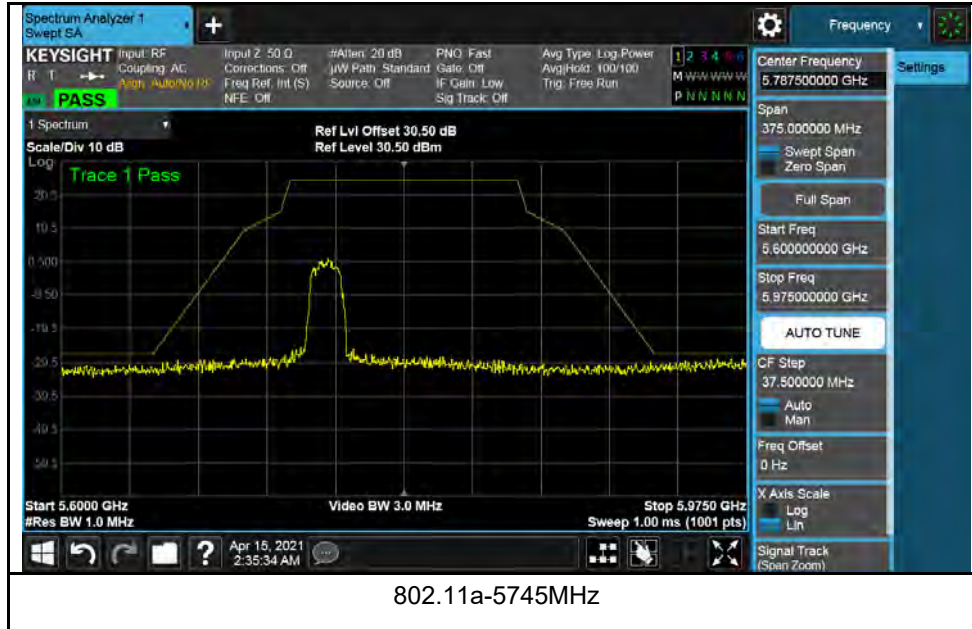 Spectrum Analyzer 1
Swept SA
+
Frequency
KEYSIGHT
R T
PASS
Input: RF
Coupling: AC
Align: Auto/No RF
Input Z: 50 Ω
Corrections: Off
Freq Ref: Int (S)
NFE: Off
#Atten: 20 dB
µW Path: Standard
Source: Off
PNO: Fast
Gate: Off
IF Gain: Low
Sig Track: Off
Avg Type: Log-Power
Avg|Hold: 100/100
Trig: Free Run
1 2 3 4 5 6
M W W W W W
P N N N N N
1 Spectrum
Scale/Div 10 dB
Ref Lvl Offset 30.50 dB
Ref Level 30.50 dBm
Log
Trace 1 Pass
20.5
10.5
0.500
-9.50
-19.5
-29.5
-39.5
-49.5
-59.5
Start 5.6000 GHz
#Res BW 1.0 MHz
Video BW 3.0 MHz
Stop 5.9750 GHz
Sweep 1.00 ms (1001 pts)
Center Frequency
5.787500000 GHz
Settings
Span
375.000000 MHz
Swept Span
Zero Span
Full Span
Start Freq
5.600000000 GHz
Stop Freq
5.975000000 GHz
AUTO TUNE
CF Step
37.500000 MHz
Auto
Man
Freq Offset
0 Hz
X Axis Scale
Log
Lin
Signal Track
(Span Zoom)
?
Apr 15, 2021
2:35:34 AM
802.11a-5745MHz